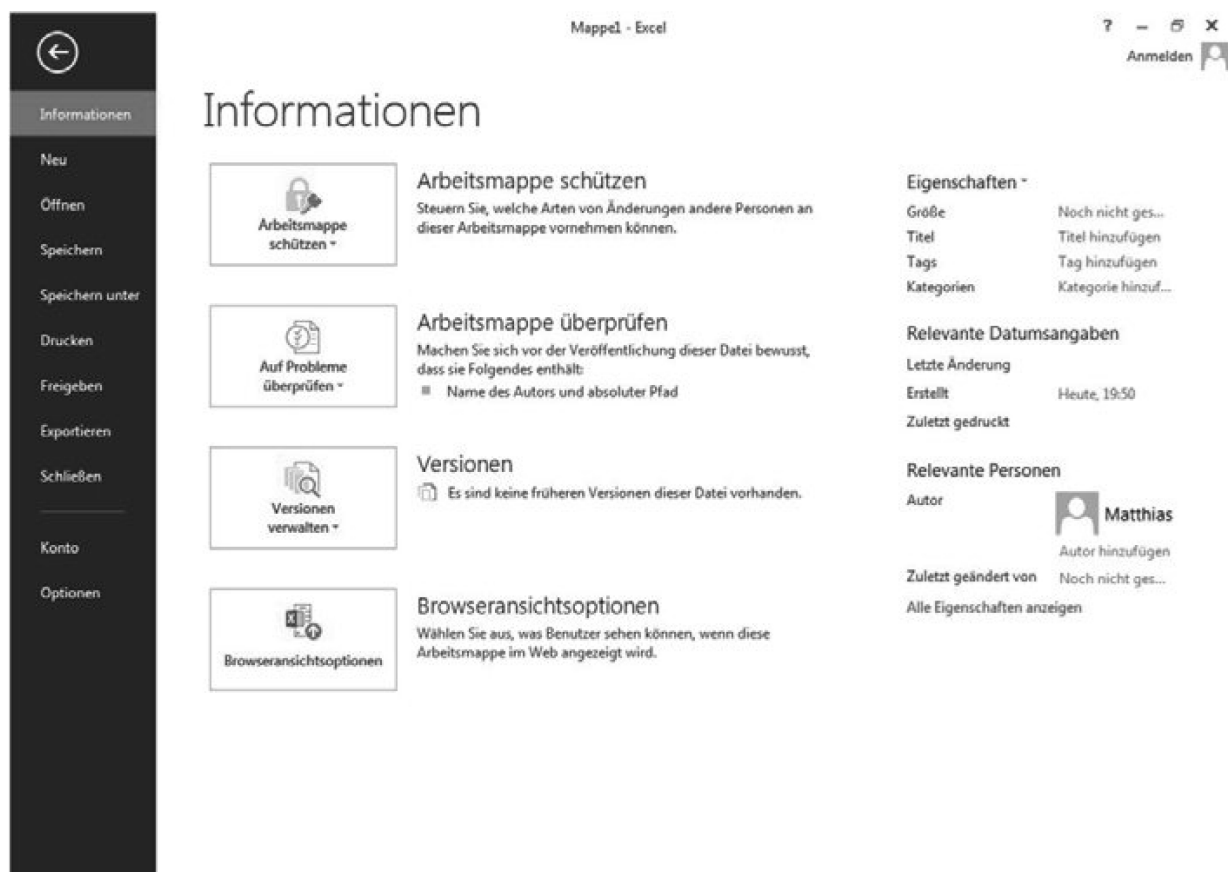 Mappe1 - Excel
? – X
Anmelden
Informationen
Neu
Öffnen
Speichern
Speichern unter
Drucken
Freigeben
Exportieren
Schließen
Konto
Optionen
Informationen
Arbeitsmappe
schützen
Arbeitsmappe schützen
Steuern Sie, welche Arten von Änderungen andere Personen an
dieser Arbeitsmappe vornehmen können.
Auf Probleme
überprüfen
Arbeitsmappe überprüfen
Machen Sie sich vor der Veröffentlichung dieser Datei bewusst,
dass sie Folgendes enthält:
Name des Autors und absoluter Pfad
Versionen
verwalten
Versionen
Es sind keine früheren Versionen dieser Datei vorhanden.
Browseransichtsoptionen
Browseransichtsoptionen
Wählen Sie aus, was Benutzer sehen können, wenn diese
Arbeitsmappe im Web angezeigt wird.
Eigenschaften
Größe Noch nicht ges...
Titel Titel hinzufügen
Tags Tag hinzufügen
Kategorien Kategorie hinzuf...
Relevante Datumsangaben
Letzte Änderung
Erstellt Heute, 19:50
Zuletzt gedruckt
Relevante Personen
Autor
Matthias
Autor hinzufügen
Zuletzt geändert von Noch nicht ges...
Alle Eigenschaften anzeigen